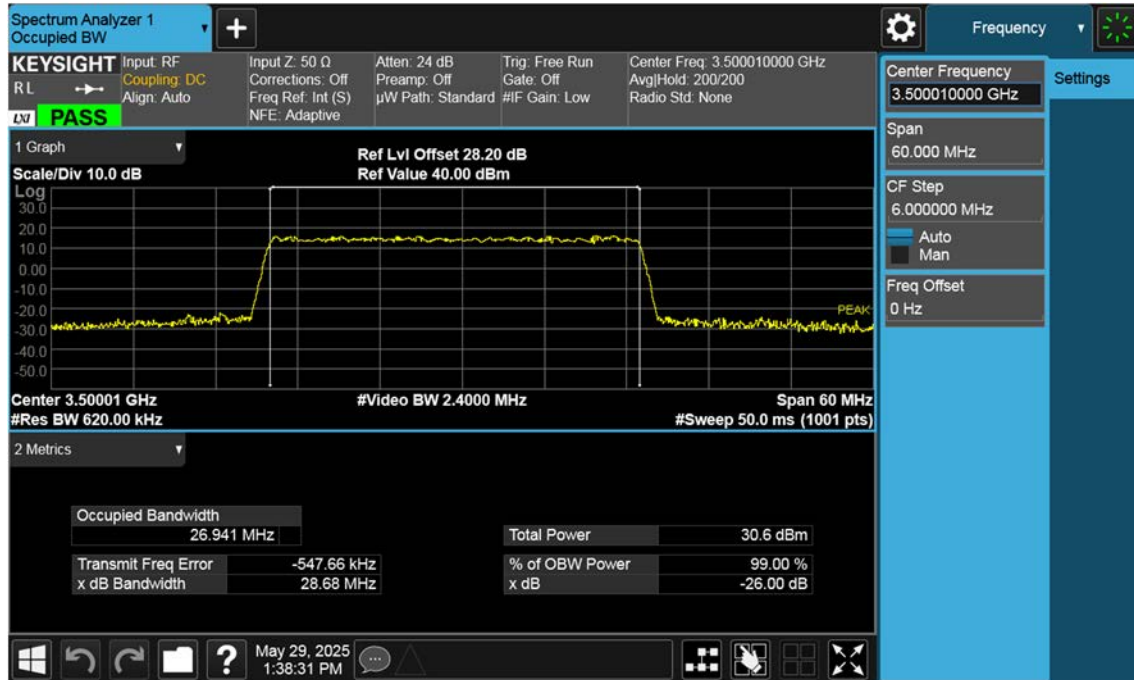 Spectrum Analyzer 1
Occupied BW
+
Frequency
KEYSIGHT
R L
LXI PASS
Input: RF
Coupling: DC
Align: Auto
Input Z: 50 Ω
Corrections: Off
Freq Ref: Int (S)
NFE: Adaptive
Atten: 24 dB
Preamp: Off
µW Path: Standard
Trig: Free Run
Gate: Off
#IF Gain: Low
Center Freq: 3.500010000 GHz
Avg|Hold: 200/200
Radio Std: None
1 Graph
Scale/Div 10.0 dB
Ref Lvl Offset 28.20 dB
Ref Value 40.00 dBm
Log
30.0
20.0
10.0
0.00
-10.0
-20.0
-30.0
-40.0
-50.0
PEAK
Center 3.50001 GHz
#Video BW 2.4000 MHz
Span 60 MHz
#Res BW 620.00 kHz
#Sweep 50.0 ms (1001 pts)
2 Metrics
Occupied Bandwidth
26.941 MHz
Total Power 30.6 dBm
Transmit Freq Error -547.66 kHz
% of OBW Power 99.00 %
x dB Bandwidth 28.68 MHz
x dB -26.00 dB
Center Frequency
3.500010000 GHz
Settings
Span
60.000 MHz
CF Step
6.000000 MHz
Auto
Man
Freq Offset
0 Hz
?
May 29, 2025
1:38:31 PM